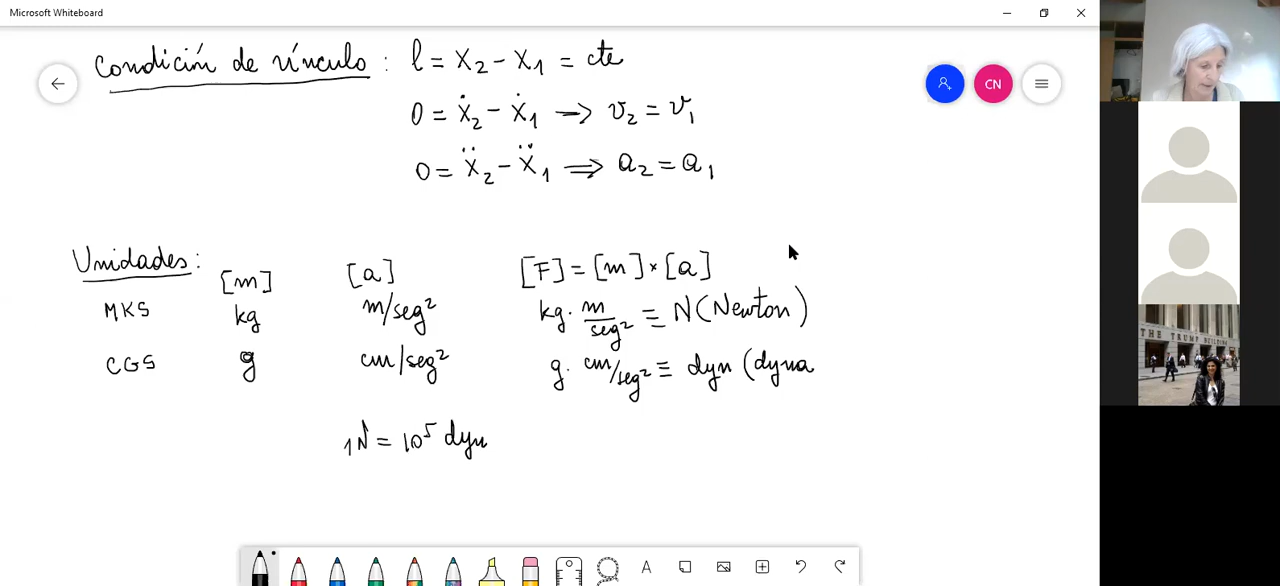 Microsoft Whiteboard
Condición de vínculo : l = x₂ - x₁ = cte
0 = ẋ₂ - ẋ₁ → v₂ = v₁
0 = ẍ₂ - ẍ₁ ⇒ a₂ = a₁
CN
Unidades: [m] [a] [F] = [m] × [a]
MKS kg m/seg² kg · m/seg² ≡ N (Newton)
CGS g cm/seg² g · cm/seg² ≡ dyn (dyna
1N = 10⁵ dyn
A
THE TRUMP BUILDING